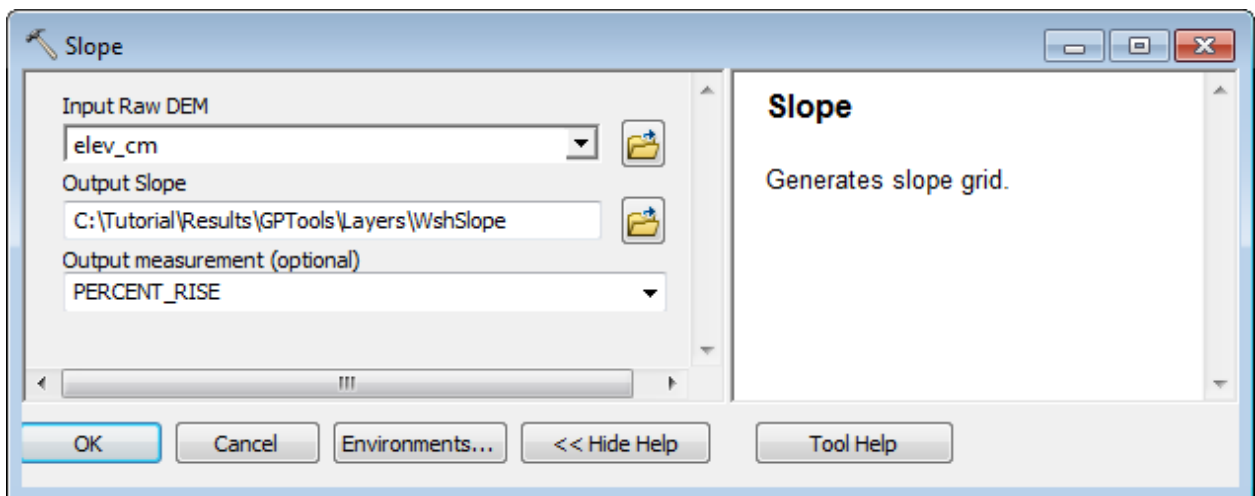 Slope
Input Raw DEM
elev_cm
Output Slope
C:\Tutorial\Results\GPTools\Layers\WshSlope
Output measurement (optional)
PERCENT_RISE
Slope
Generates slope grid.
OK
Cancel
Environments...
<< Hide Help
Tool Help